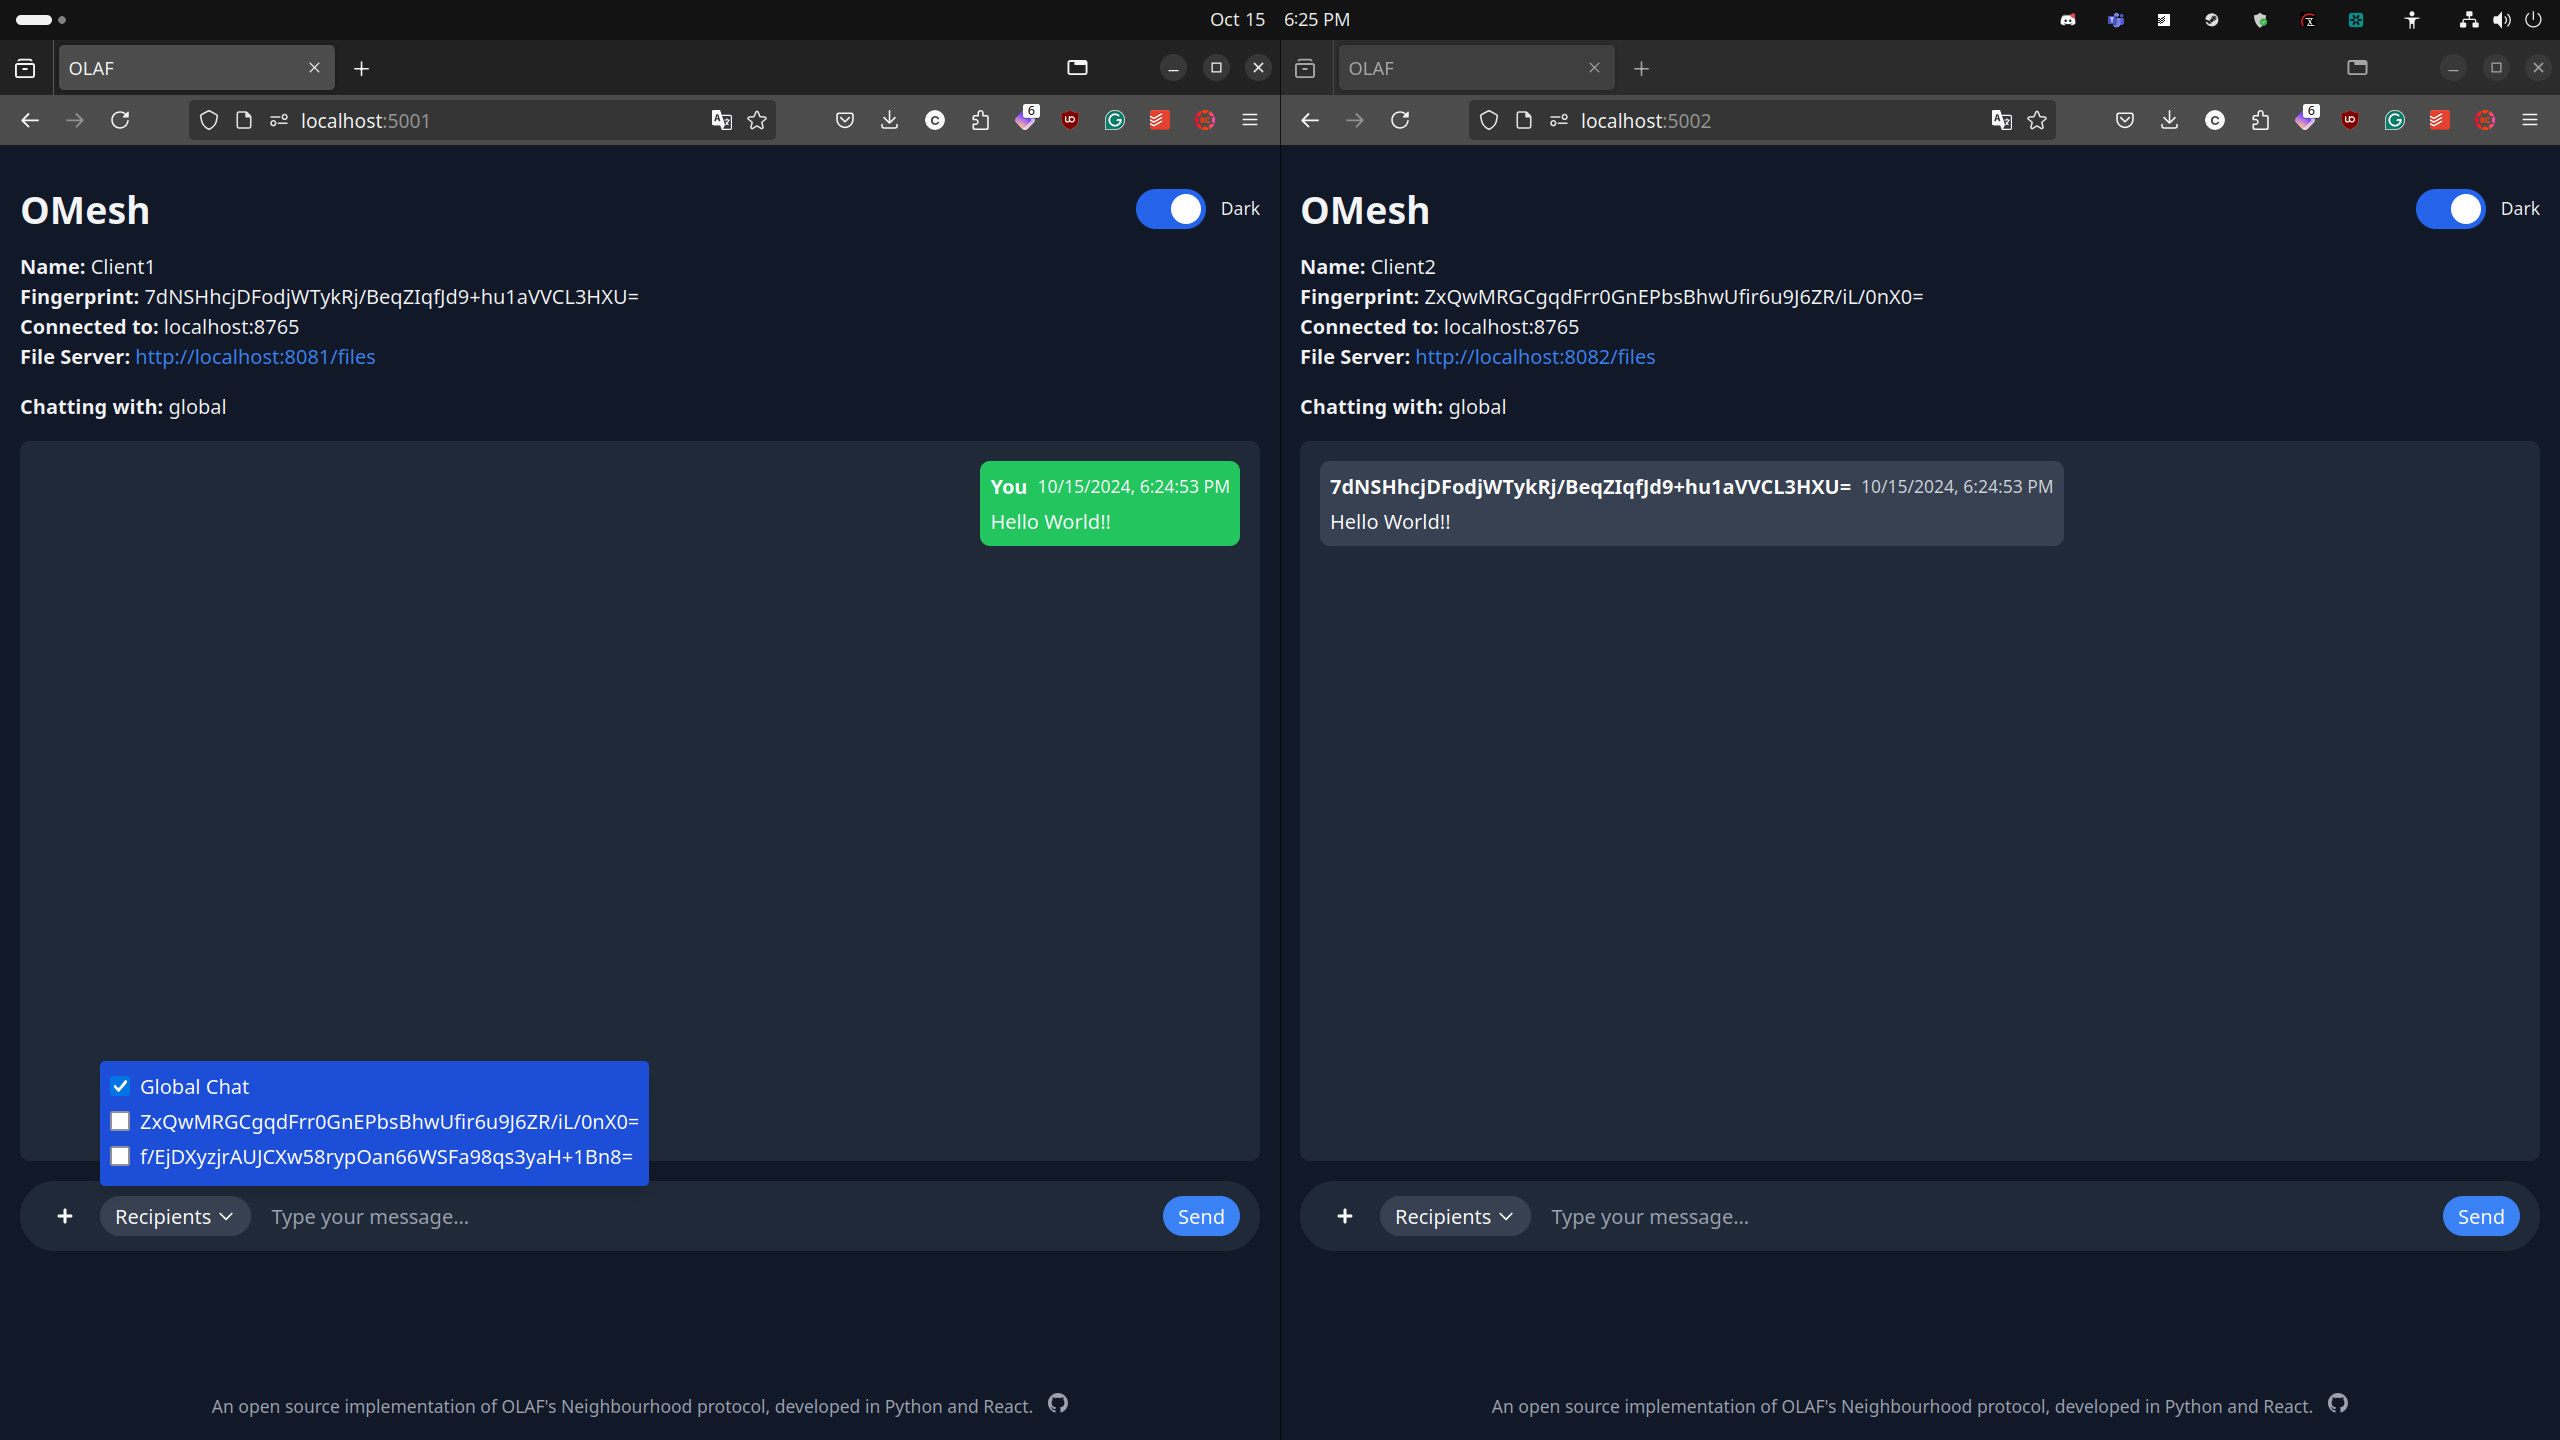 Oct 15 6:25 PM
OLAF
localhost:5001
6
OMesh
Dark
Name: Client1
Fingerprint: 7dNSHhcjDFodjWTykRj/BeqZIqfJd9+hu1aVVCL3HXU=
Connected to: localhost:8765
File Server: http://localhost:8081/files
Chatting with: global
You 10/15/2024, 6:24:53 PM
Hello World!!
Global Chat
ZxQwMRGCgqdFrr0GnEPbsBhwUfir6u9J6ZR/iL/0nX0=
f/EjDXyzjrAUJCXw58rypOan66WSFa98qs3yaH+1Bn8=
Recipients
Type your message...
Send
An open source implementation of OLAF's Neighbourhood protocol, developed in Python and React.
OLAF
localhost:5002
6
OMesh
Dark
Name: Client2
Fingerprint: ZxQwMRGCgqdFrr0GnEPbsBhwUfir6u9J6ZR/iL/0nX0=
Connected to: localhost:8765
File Server: http://localhost:8082/files
Chatting with: global
7dNSHhcjDFodjWTykRj/BeqZIqfJd9+hu1aVVCL3HXU= 10/15/2024, 6:24:53 PM
Hello World!!
Recipients
Type your message...
Send
An open source implementation of OLAF's Neighbourhood protocol, developed in Python and React.